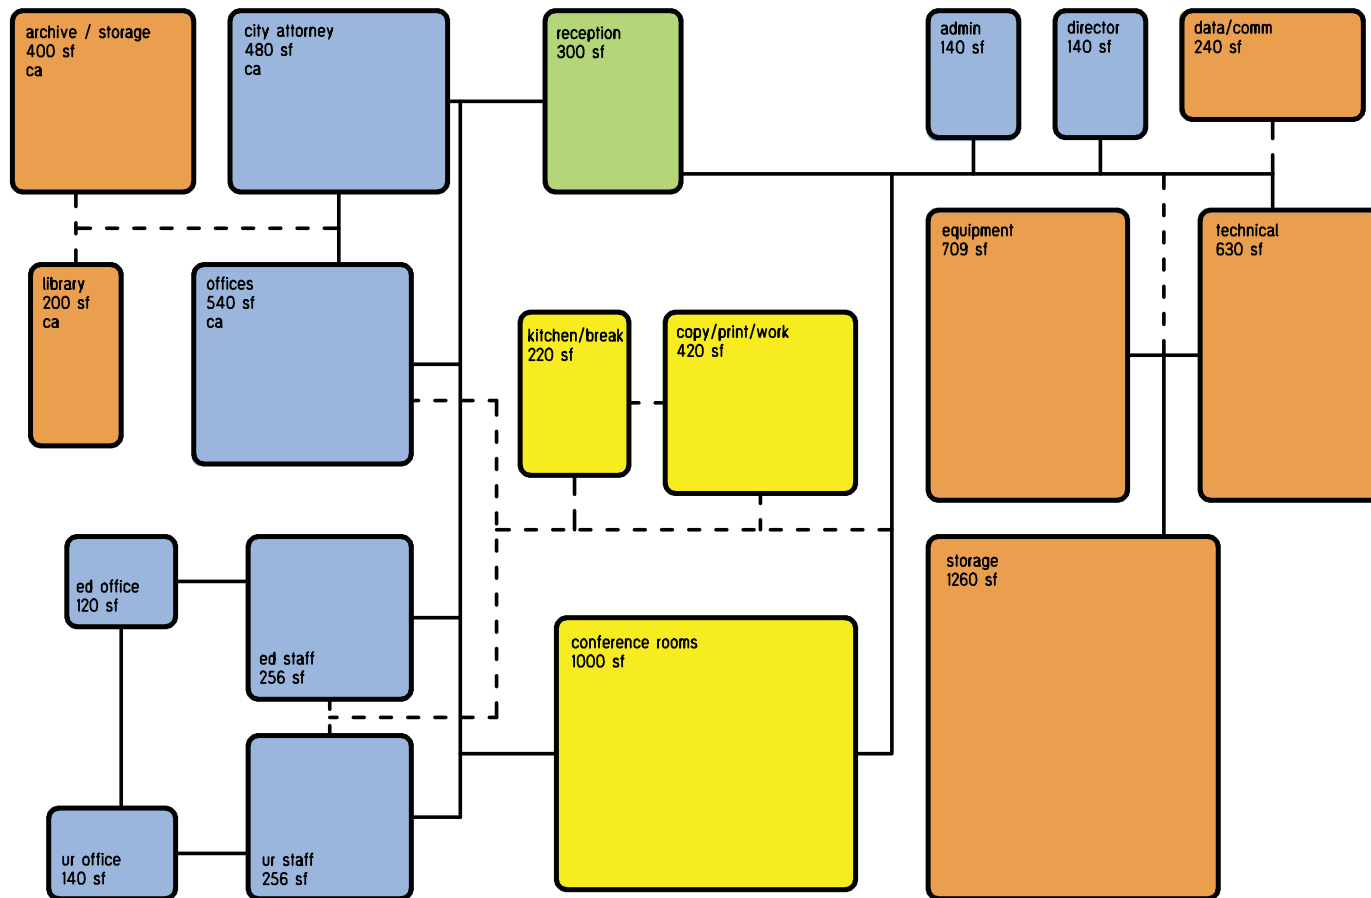 archive / storage
400 sf
ca
city attorney
480 sf
ca
reception
300 sf
admin
140 sf
director
140 sf
data/comm
240 sf
equipment
709 sf
technical
630 sf
library
200 sf
ca
offices
540 sf
ca
kitchen/break
220 sf
copy/print/work
420 sf
ed office
120 sf
ed staff
256 sf
conference rooms
1000 sf
storage
1260 sf
ur office
140 sf
ur staff
256 sf